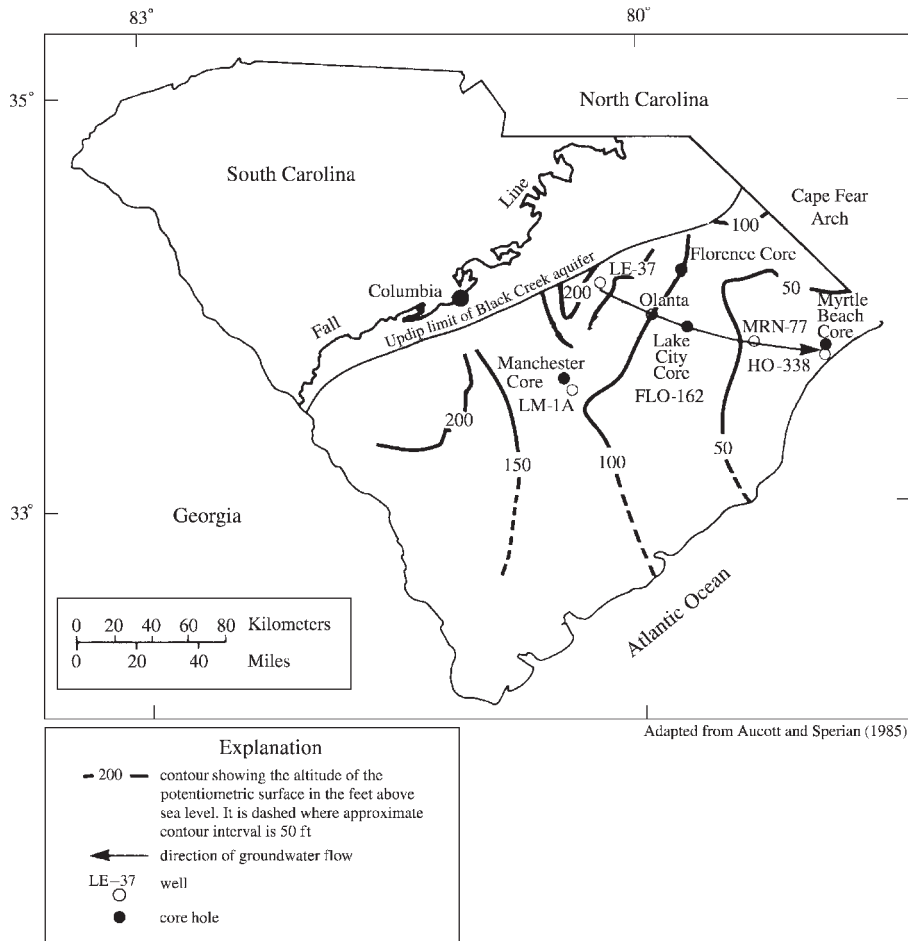 83°
80°
35°
North Carolina
South Carolina
Line
Cape Fear
Arch
100
Florence Core
LE-37
Updip limit of Black Creek aquifer
200
Columbia
Olanta
50
Myrtle
Beach
Core
MRN-77
Fall
Lake
City
Core
HO-338
Manchester
Core
FLO-162
LM-1A
200
150
100
50
33°
Georgia
Atlantic Ocean
0 20 40 60 80 Kilometers
0 20 40 Miles
Adapted from Aucott and Sperian (1985)
Explanation
200 contour showing the altitude of the
potentiometric surface in the feet above
sea level. It is dashed where approximate
contour interval is 50 ft
direction of groundwater flow
LE–37 well
core hole